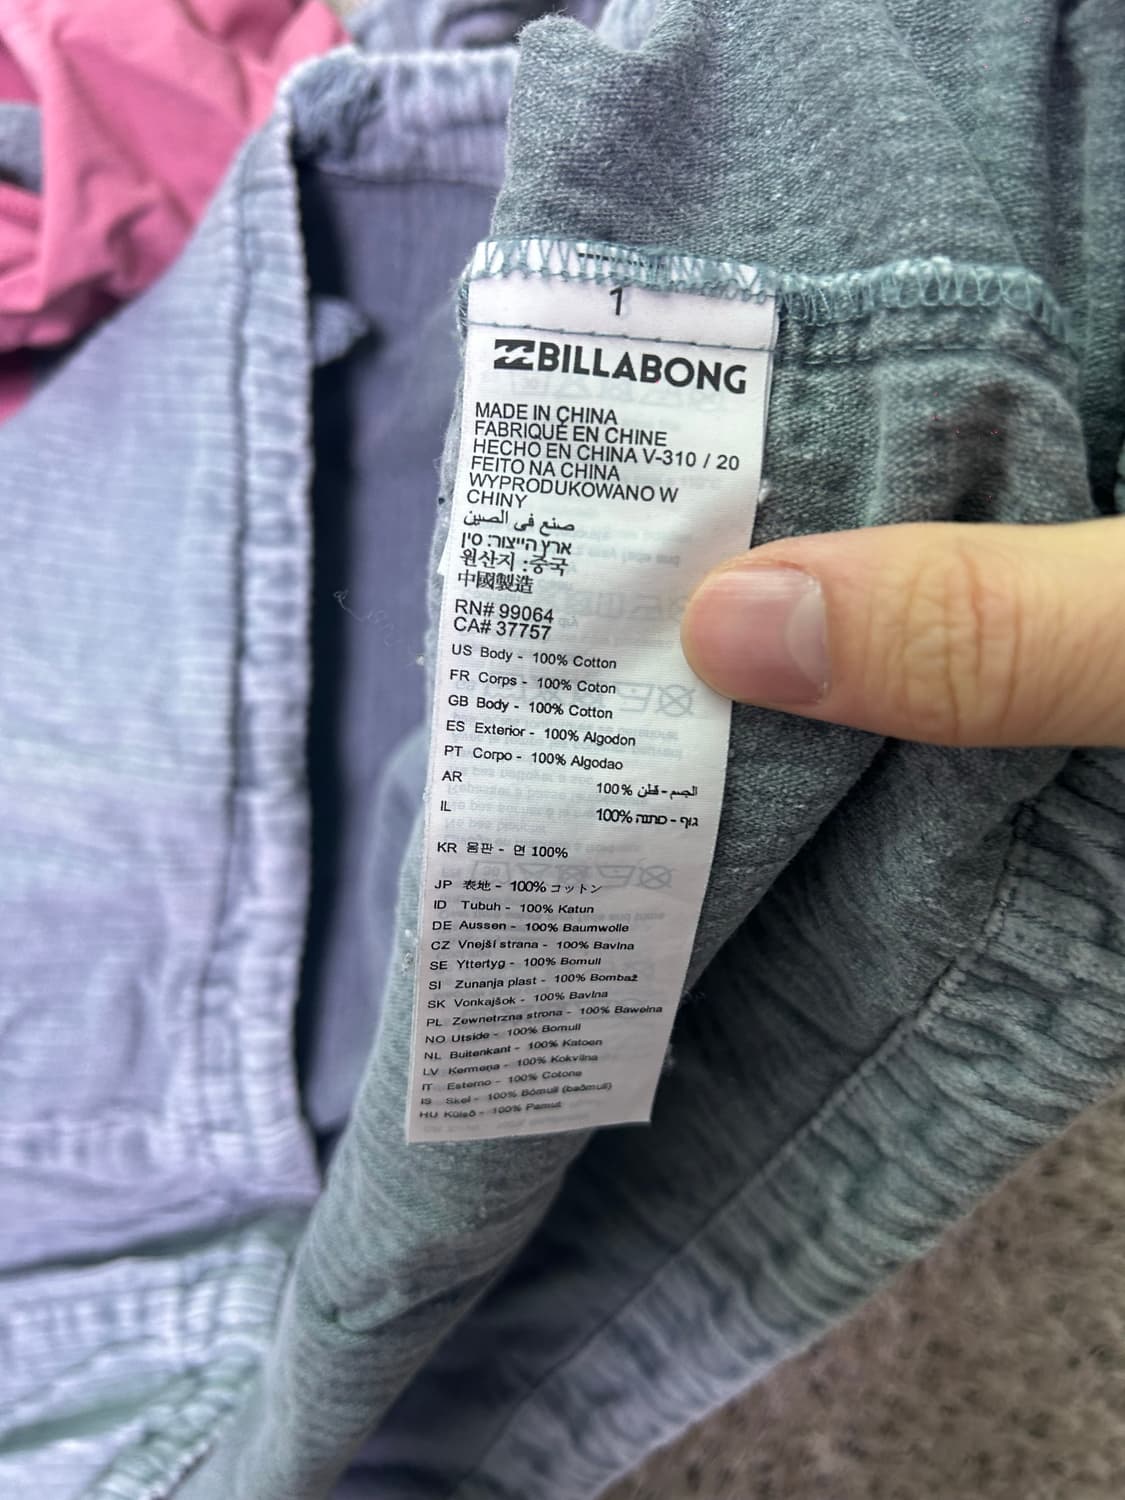 1
BILLABONG
MADE IN CHINA
FABRIQUÉ EN CHINE
HECHO EN CHINA V-310 / 20
FEITO NA CHINA
WYPRODUKOWANO W
CHINY
صنع في الصين
ארץ הייצור: סין
원산지 :중국
中國製造
RN# 99064
CA# 37757
US Body - 100% Cotton
FR Corps - 100% Coton
GB Body - 100% Cotton
ES Exterior - 100% Algodon
PT Corpo - 100% Algodao
AR الجسم - قطن 100%
IL גוף - כותנה 100%
KR 몸판 - 면 100%
JP 表地 - 100% コットン
ID Tubuh - 100% Katun
DE Aussen - 100% Baumwolle
CZ Vnejší strana - 100% Bavlna
SE Yttertyg - 100% Bomull
SI Zunanja plast - 100% Bombaž
SK Vonkajšok - 100% Bavlna
PL Zewnetrzna strona - 100% Bawelna
NO Utside - 100% Bomull
NL Buitenkant - 100% Katoen
LV Kermeņa - 100% Kokvilna
IT Esterno - 100% Cotone
IS Skel - 100% Bómull (baðmull)
HU Külső - 100% Pamut